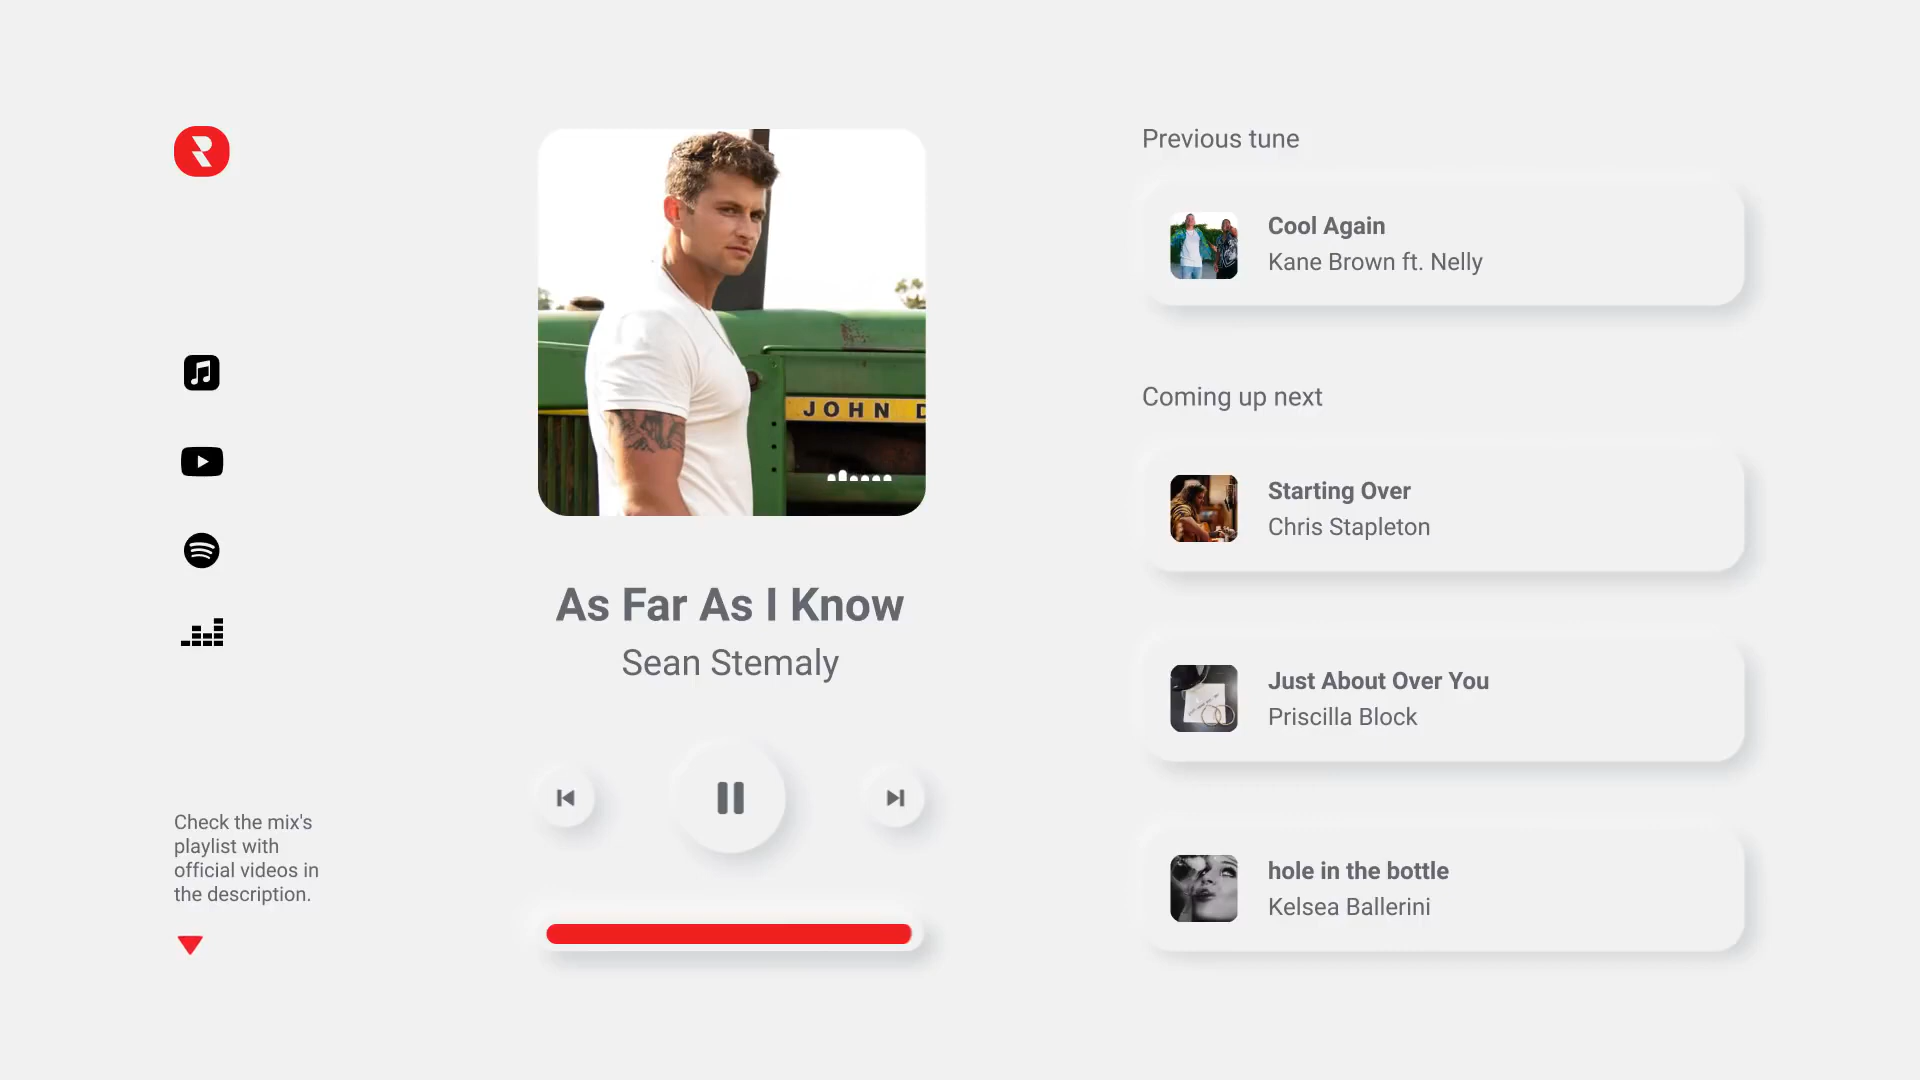 Check the mix's
playlist with
official videos in
the description.
JOHN D
As Far As I Know
Sean Stemaly
Previous tune
Cool Again
Kane Brown ft. Nelly
Coming up next
Starting Over
Chris Stapleton
Just About Over You
Priscilla Block
hole in the bottle
Kelsea Ballerini